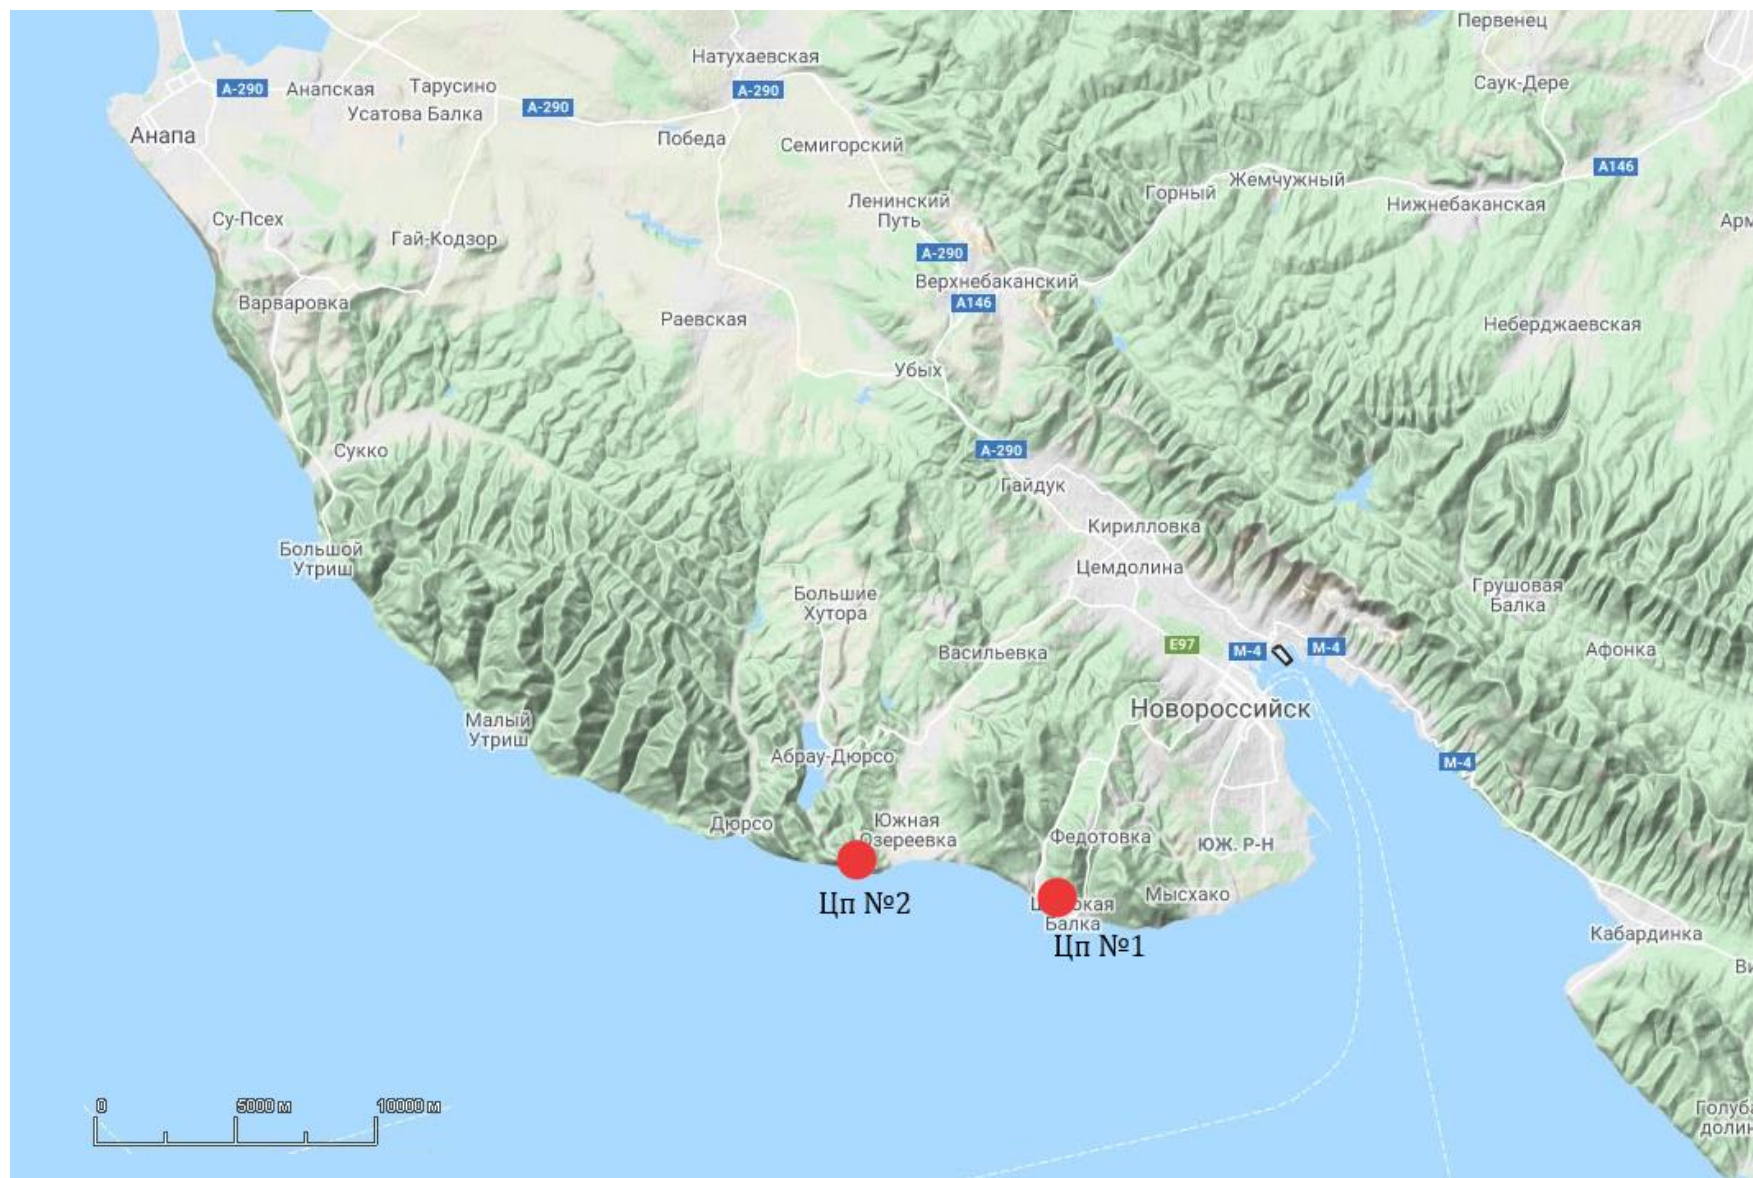 Первенец
Натухаевская
Саук-Дере
А-290
Анапская
Тарусино
А-290
А-290
Усатова Балка
Анапа
Победа
Семигорский
А146
Горный
Жемчужный
Ленинский
Путь
Нижнебаканская
Су-Псех
Гай-Кодзор
А-290
Верхнебаканский
А146
Варваровка
Раевская
Неберджаевская
Убых
Сукко
А-290
Гайдук
Кирилловка
Большой
Утриш
Цемдолина
Большие
Хутора
Грушовая
Балка
Васильевка
Е97
М-4
М-4
Афонка
Новороссийск
Малый
Утриш
Абрау-Дюрсо
М-4
Дюрсо
Южная
Озереевка
Федотовка
ЮЖ. Р-Н
Цп №2
Мысхако
Балка
Цп №1
Кабардинка
0
5000 м
10000 м